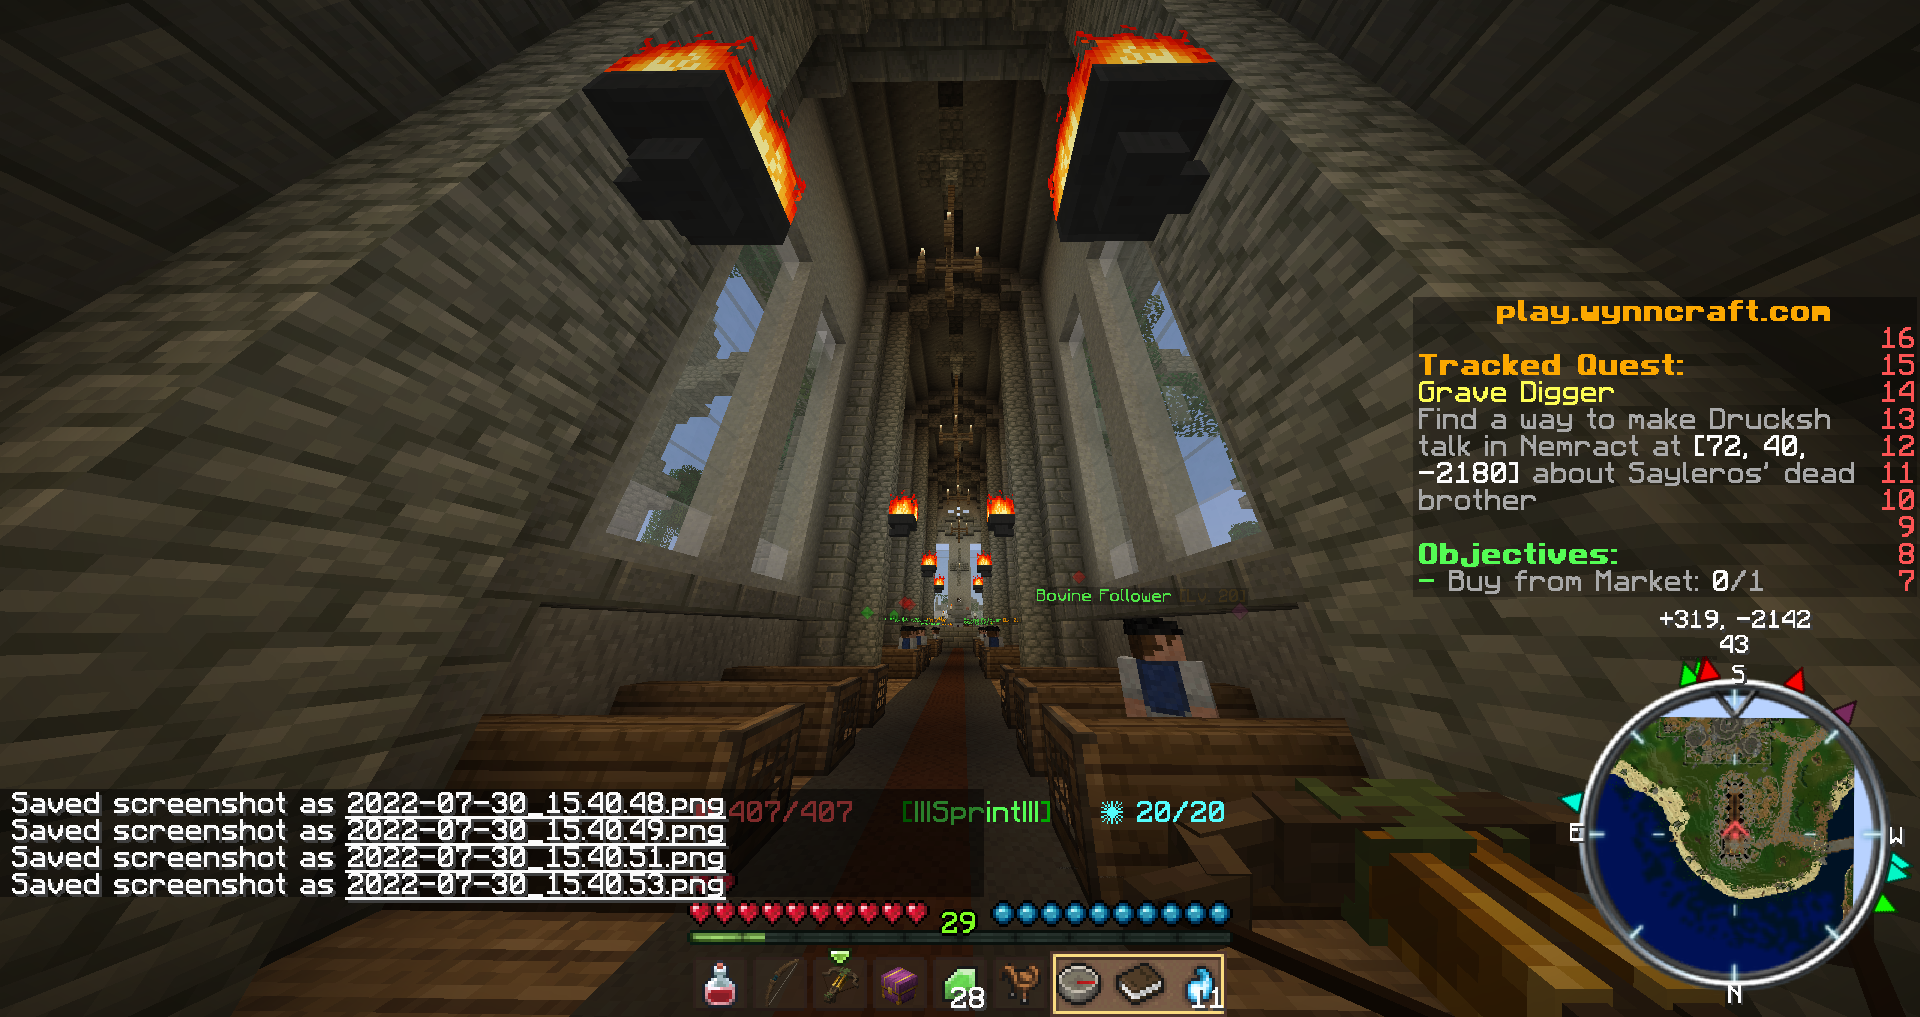 play.wynncraft.com
16
Tracked Quest: 15
Grave Digger 14
Find a way to make Drucksh 13
talk in Nemract at [72, 40, 12
-2180] about Sayleros' dead 11
brother 10
9
Objectives: 8
- Buy from Market: 0/1 7
Bovine Follower [Lv. 20]
+319, -2142
43
S
E
W
N
Saved screenshot as 2022-07-30_15.40.48.png
Saved screenshot as 2022-07-30_15.40.49.png
Saved screenshot as 2022-07-30_15.40.51.png
Saved screenshot as 2022-07-30_15.40.53.png
407/407 [|||Sprint|||] 20/20
29
28
11